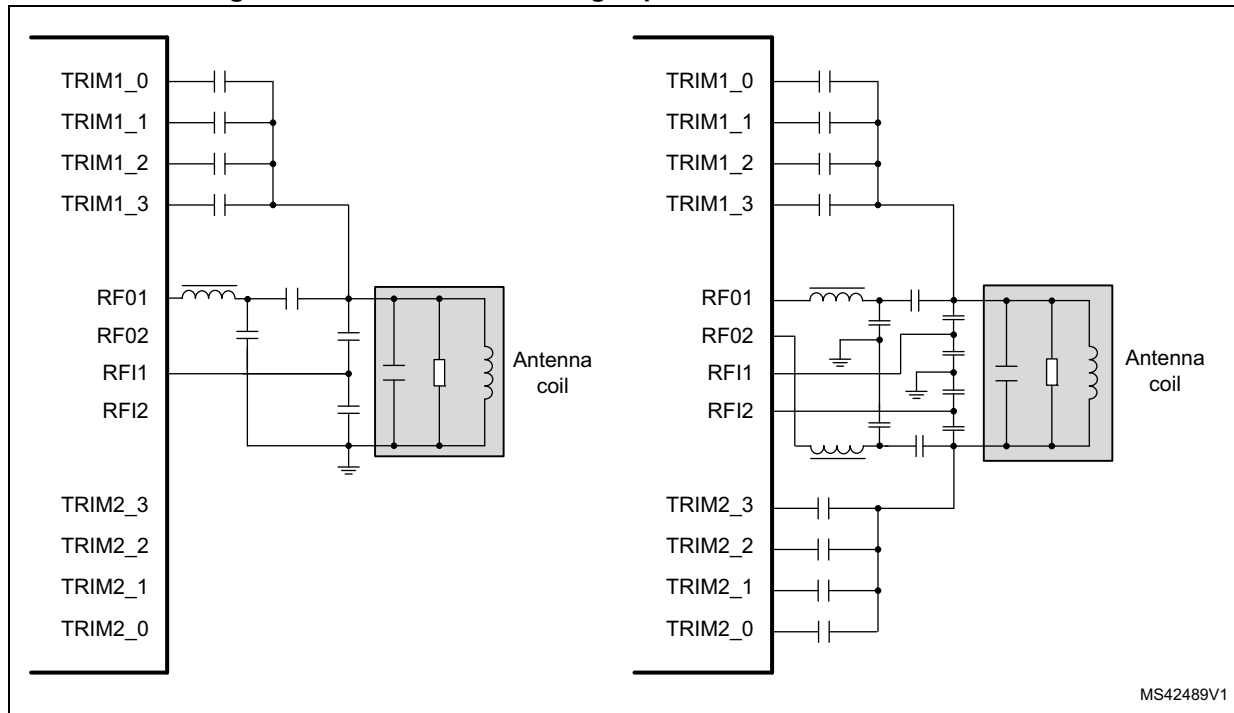 TRIM1_0
TRIM1_1
TRIM1_2
TRIM1_3
RF01
RF02
RFI1
RFI2
TRIM2_3
TRIM2_2
TRIM2_1
TRIM2_0
Antenna
coil
TRIM1_0
TRIM1_1
TRIM1_2
TRIM1_3
RF01
RF02
RFI1
RFI2
TRIM2_3
TRIM2_2
TRIM2_1
TRIM2_0
Antenna
coil
MS42489V1